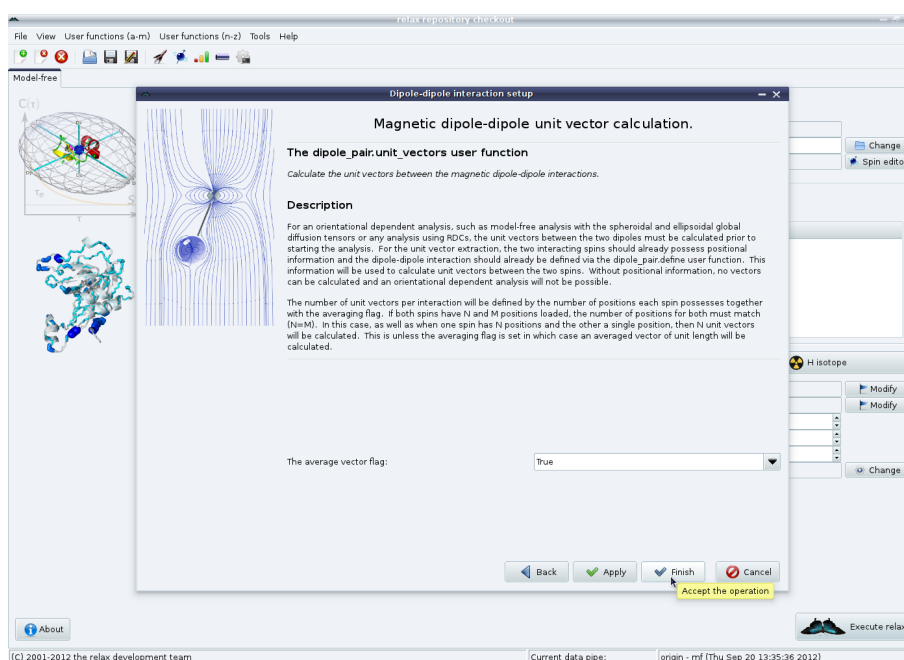 relax repository checkout
File View User functions (a-m) User functions (n-z) Tools Help
Model-free
C(τ)
S
τ
Dipole-dipole interaction setup
Magnetic dipole-dipole unit vector calculation.
The dipole_pair.unit_vectors user function
Calculate the unit vectors between the magnetic dipole-dipole interactions.
Description
For an orientational dependent analysis, such as model-free analysis with the spheroidal and ellipsoidal global
diffusion tensors or any analysis using RDCs, the unit vectors between the two dipoles must be calculated prior to
starting the analysis. For the unit vector extraction, the two interacting spins should already possess positional
information and the dipole-dipole interaction should already be defined via the dipole_pair.define user function. This
information will be used to calculate unit vectors between the two spins. Without positional information, no vectors
can be calculated and an orientational dependent analysis will not be possible.
The number of unit vectors per interaction will be defined by the number of positions each spin possesses together
with the averaging flag. If both spins have N and M positions loaded, the number of positions for both must match
(N=M). In this case, as well as when one spin has N positions and the other a single position, then N unit vectors
will be calculated. This is unless the averaging flag is set in which case an averaged vector of unit length will be
calculated.
The average vector flag: True
Back Apply Finish Cancel
Accept the operation
Change
Spin edito
H isotope
Modify
Modify
Change
About
Execute relax
(C) 2001-2012 the relax development team Current data pipe: origin - mf (Thu Sep 20 13:35:36 2012)